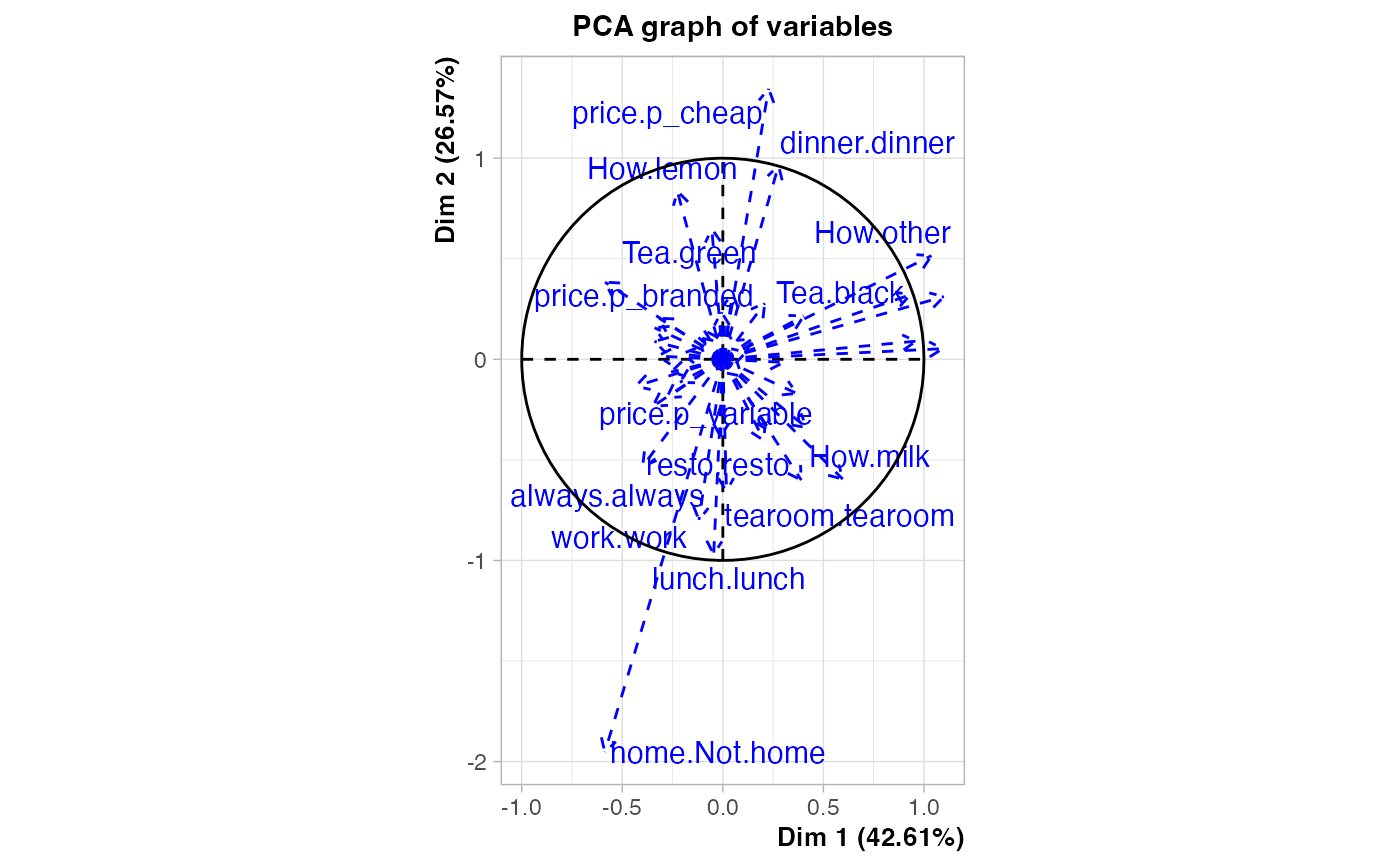 PCA graph of variables
Dim 2 (26.57%)
price.p_cheap
dinner.dinner
1
How.lemon
How.other
Tea.green
price.p_branded
Tea.black
0
price.p_variable
resto.resto
How.milk
always.always
tearoom.tearoom
work.work
-1
lunch.lunch
home.Not.home
-2
-1.0 -0.5 0.0 0.5 1.0
Dim 1 (42.61%)